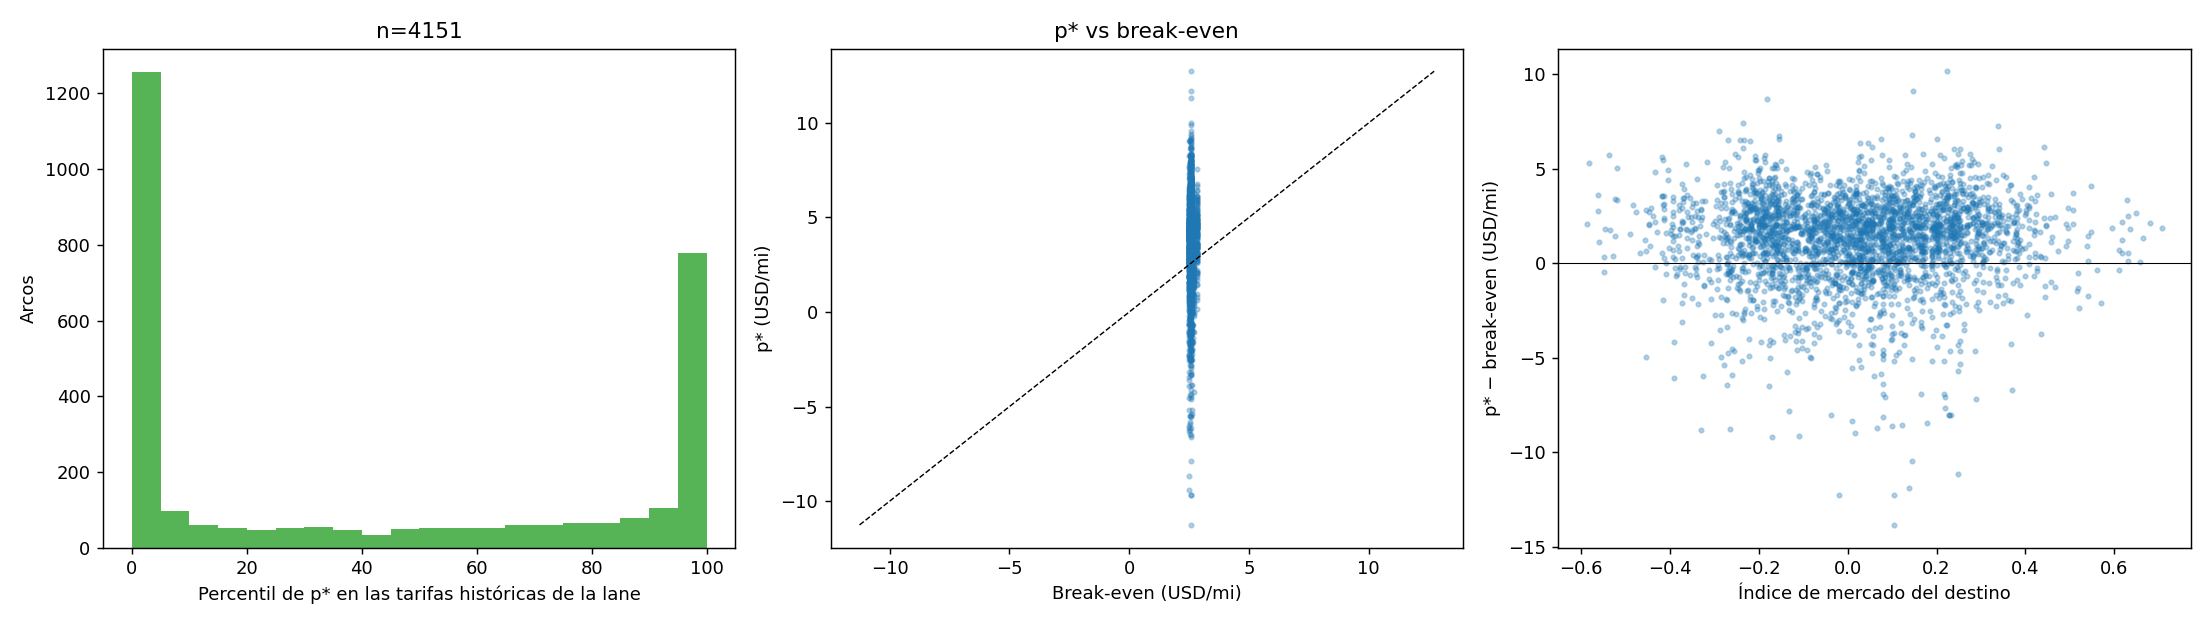 n=4151
1200
1000
800
600
400
200
0
0 20 40 60 80 100
Arcos
Percentil de p* en las tarifas históricas de la lane
p* vs break-even
10
5
0
−5
−10
−10 −5 0 5 10
p* (USD/mi)
Break-even (USD/mi)
10
5
0
−5
−10
−15
−0.6 −0.4 −0.2 0.0 0.2 0.4 0.6
p* − break-even (USD/mi)
Índice de mercado del destino